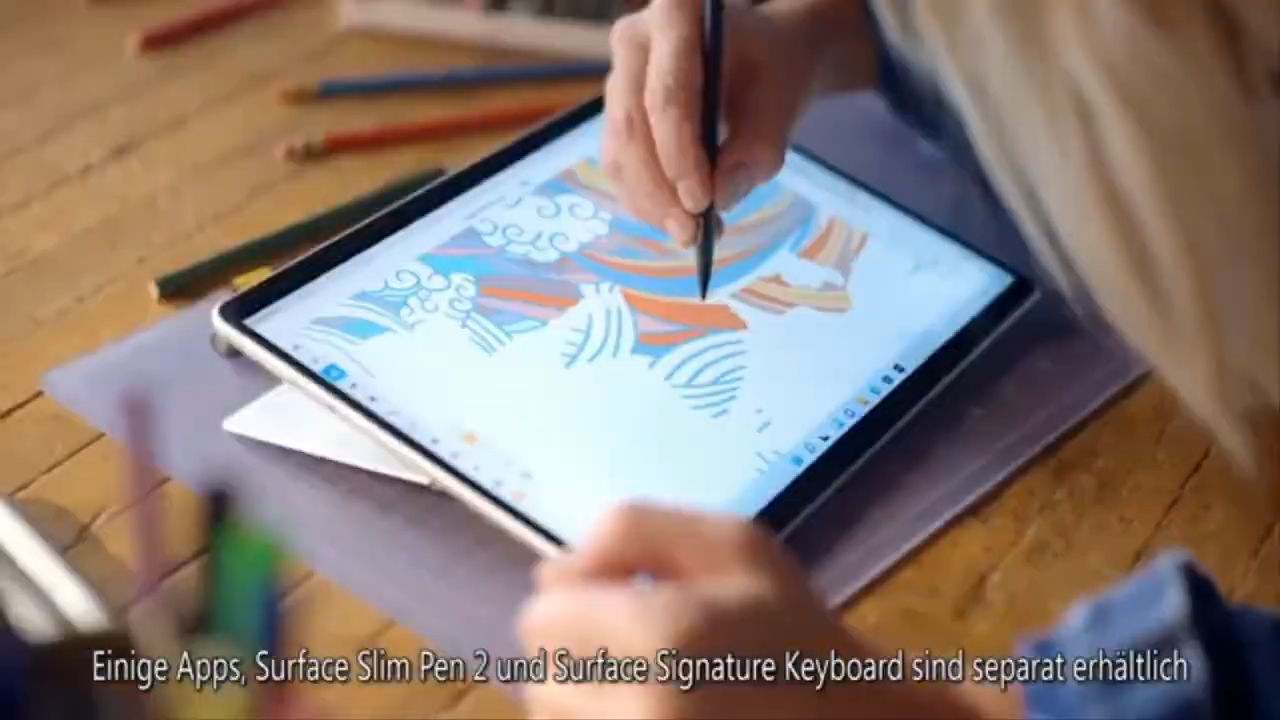 Einige Apps, Surface Slim Pen 2 und Surface Signature Keyboard sind separat erhältlich